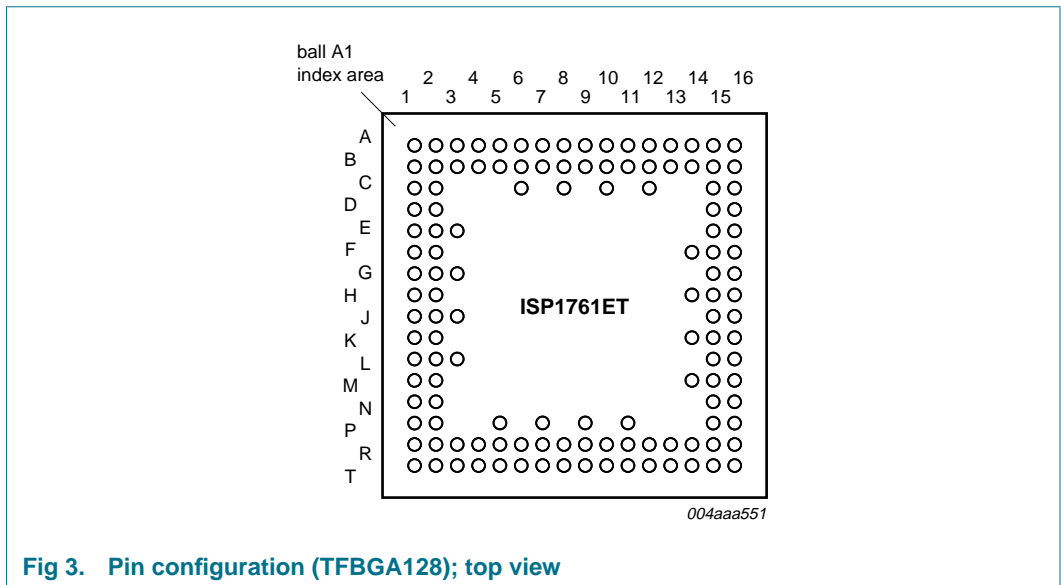 ball A1
index area
2 4 6 8 10 12 14 16
1 3 5 7 9 11 13 15
A
B
C
D
E
F
G
H
J
K
L
M
N
P
R
T
ISP1761ET
004aaa551
Fig 3. Pin configuration (TFBGA128); top view